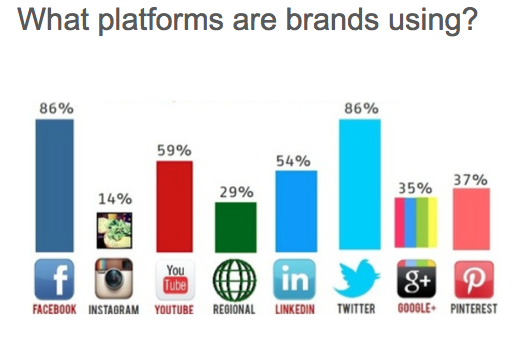 What platforms are brands using?
86%
14%
59%
29%
54%
86%
35%
37%
f
You
Tube
in
g+
P
FACEBOOK INSTAGRAM YOUTUBE REGIONAL LINKEDIN TWITTER GOOGLE+ PINTEREST